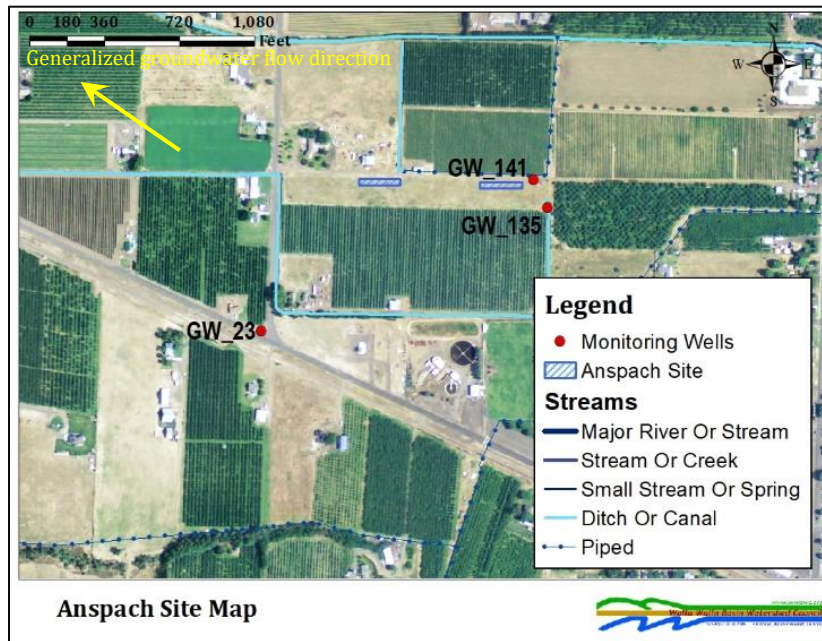 0 180 360 720 1,080
Feet
Generalized groundwater flow direction
N
W E
S
GW_141
GW_135
GW_23
Legend
Monitoring Wells
Anspach Site
Streams
Major River Or Stream
Stream Or Creek
Small Stream Or Spring
Ditch Or Canal
Piped
Anspach Site Map
Walla Walla Basin Watershed Council